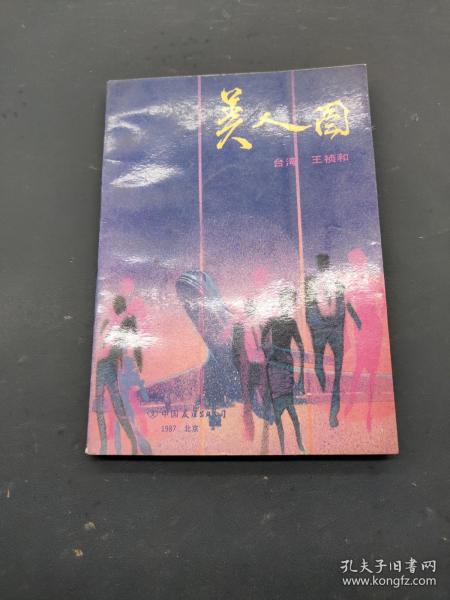 美人图
台湾 王祯和
中国友谊出版公司
1987 北京
孔夫子旧书网
www.kongfz.com